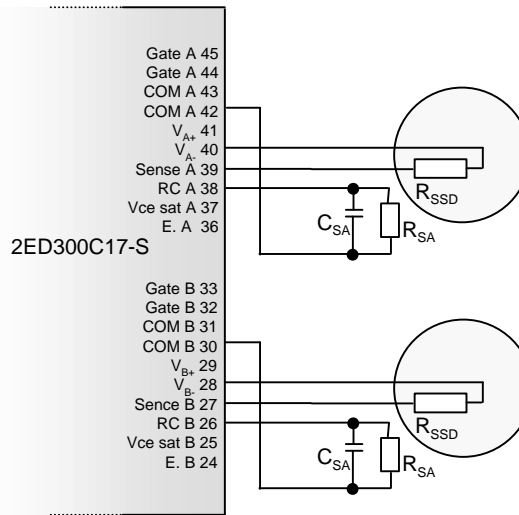 Gate A 45
Gate A 44
COM A 43
COM A 42
VA+ 41
VA- 40
Sense A 39
RC A 38
Vce sat A 37
E. A 36
RSSD
CSA
RSA
2ED300C17-S
Gate B 33
Gate B 32
COM B 31
COM B 30
VB+ 29
VB- 28
Sence B 27
RC B 26
Vce sat B 25
E. B 24
RSSD
CSA
RSA